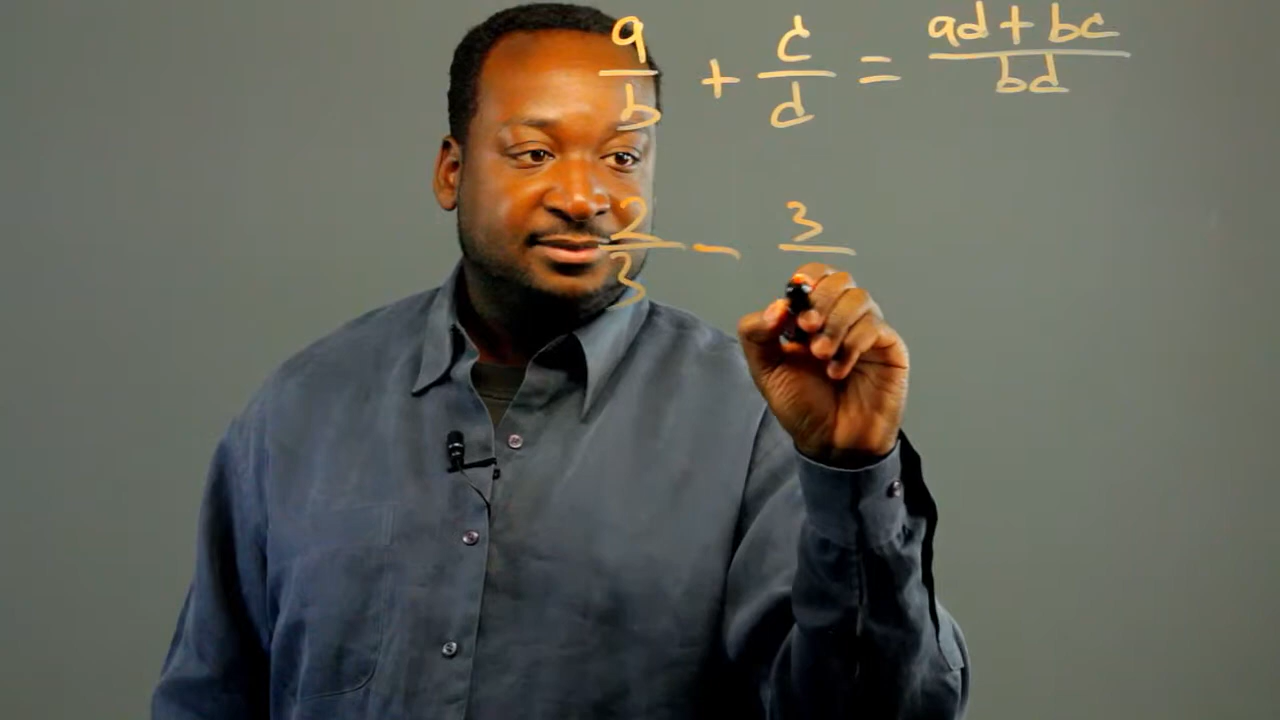 a/b + c/d = ad + bc/bd
2/3 - 3/